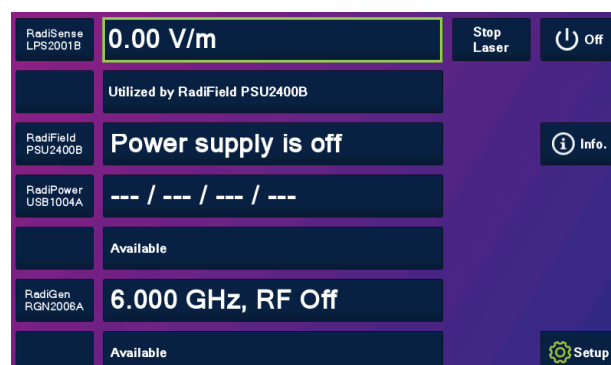 RadiSense
LPS2001B
0.00 V/m
Stop
Laser
Off
Utilized by RadiField PSU2400B
RadiField
PSU2400B
Power supply is off
Info.
RadiPower
USB1004A
--- / --- / --- / ---
Available
RadiGen
RGN2006A
6.000 GHz, RF Off
Available
Setup